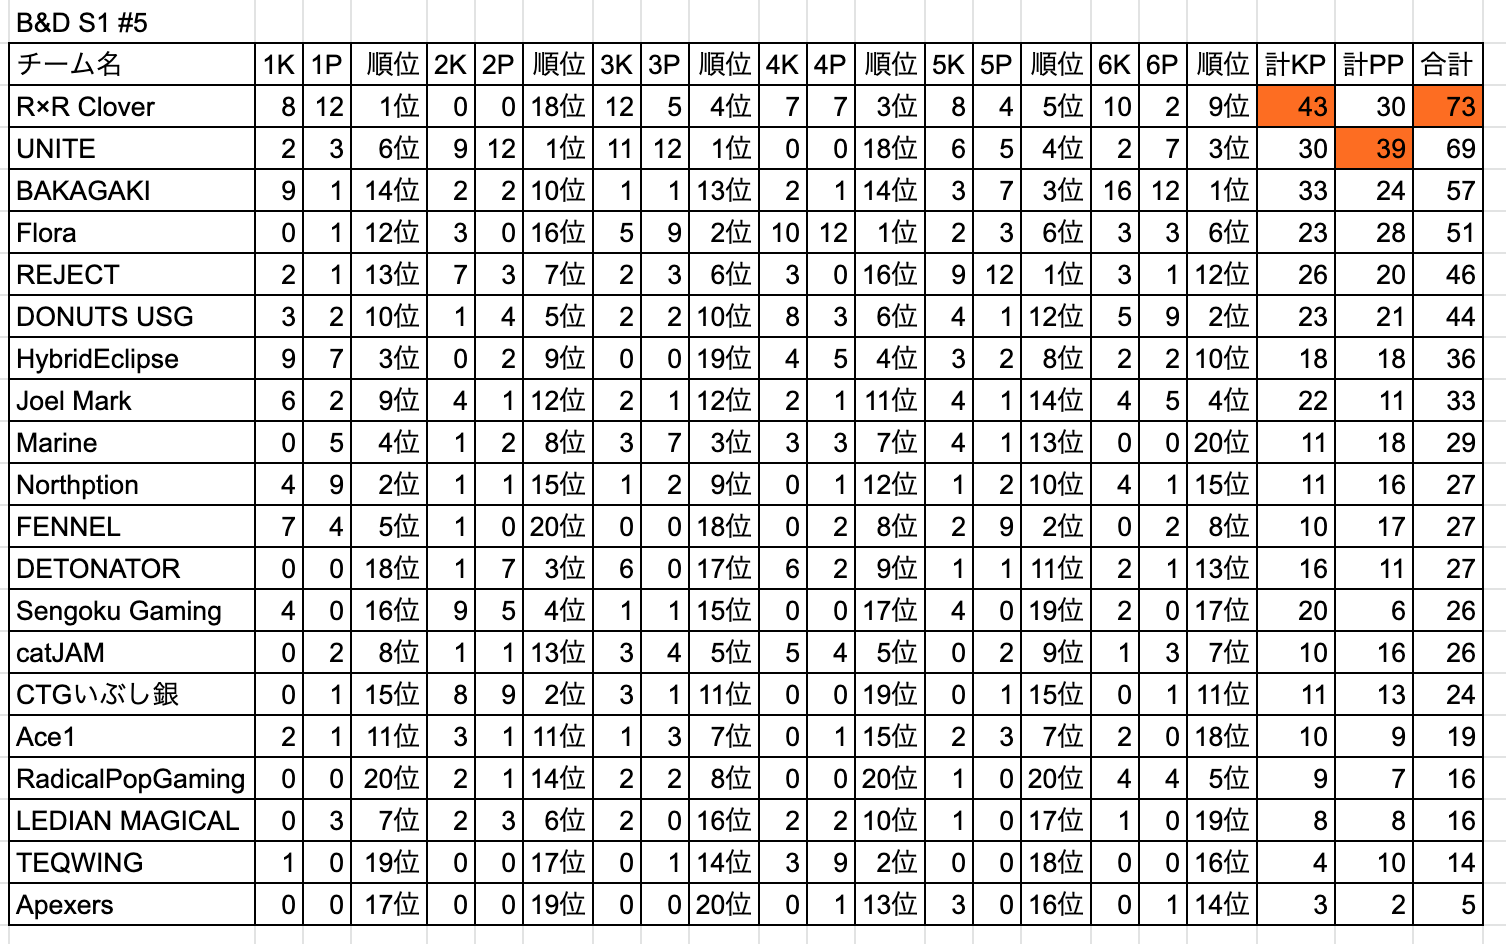 B&D S1 #5
チーム名 1K 1P 順位 2K 2P 順位 3K 3P 順位 4K 4P 順位 5K 5P 順位 6K 6P 順位 計KP 計PP 合計
R×R Clover 8 12 1位 0 0 18位 12 5 4位 7 7 3位 8 4 5位 10 2 9位 43 30 73
UNITE 2 3 6位 9 12 1位 11 12 1位 0 0 18位 6 5 4位 2 7 3位 30 39 69
BAKAGAKI 9 1 14位 2 2 10位 1 1 13位 2 1 14位 3 7 3位 16 12 1位 33 24 57
Flora 0 1 12位 3 0 16位 5 9 2位 10 12 1位 2 3 6位 3 3 6位 23 28 51
REJECT 2 1 13位 7 3 7位 2 3 6位 3 0 16位 9 12 1位 3 1 12位 26 20 46
DONUTS USG 3 2 10位 1 4 5位 2 2 10位 8 3 6位 4 1 12位 5 9 2位 23 21 44
HybridEclipse 9 7 3位 0 2 9位 0 0 19位 4 5 4位 3 2 8位 2 2 10位 18 18 36
Joel Mark 6 2 9位 4 1 12位 2 1 12位 2 1 11位 4 1 14位 4 5 4位 22 11 33
Marine 0 5 4位 1 2 8位 3 7 3位 3 3 7位 4 1 13位 0 0 20位 11 18 29
Northption 4 9 2位 1 1 15位 1 2 9位 0 1 12位 1 2 10位 4 1 15位 11 16 27
FENNEL 7 4 5位 1 0 20位 0 0 18位 0 2 8位 2 9 2位 0 2 8位 10 17 27
DETONATOR 0 0 18位 1 7 3位 6 0 17位 6 2 9位 1 1 11位 2 1 13位 16 11 27
Sengoku Gaming 4 0 16位 9 5 4位 1 1 15位 0 0 17位 4 0 19位 2 0 17位 20 6 26
catJAM 0 2 8位 1 1 13位 3 4 5位 5 4 5位 0 2 9位 1 3 7位 10 16 26
CTGいぶし銀 0 1 15位 8 9 2位 3 1 11位 0 0 19位 0 1 15位 0 1 11位 11 13 24
Ace1 2 1 11位 3 1 11位 1 3 7位 0 1 15位 2 3 7位 2 0 18位 10 9 19
RadicalPopGaming 0 0 20位 2 1 14位 2 2 8位 0 0 20位 1 0 20位 4 4 5位 9 7 16
LEDIAN MAGICAL 0 3 7位 2 3 6位 2 0 16位 2 2 10位 1 0 17位 1 0 19位 8 8 16
TEQWING 1 0 19位 0 0 17位 0 1 14位 3 9 2位 0 0 18位 0 0 16位 4 10 14
Apexers 0 0 17位 0 0 19位 0 0 20位 0 1 13位 3 0 16位 0 1 14位 3 2 5